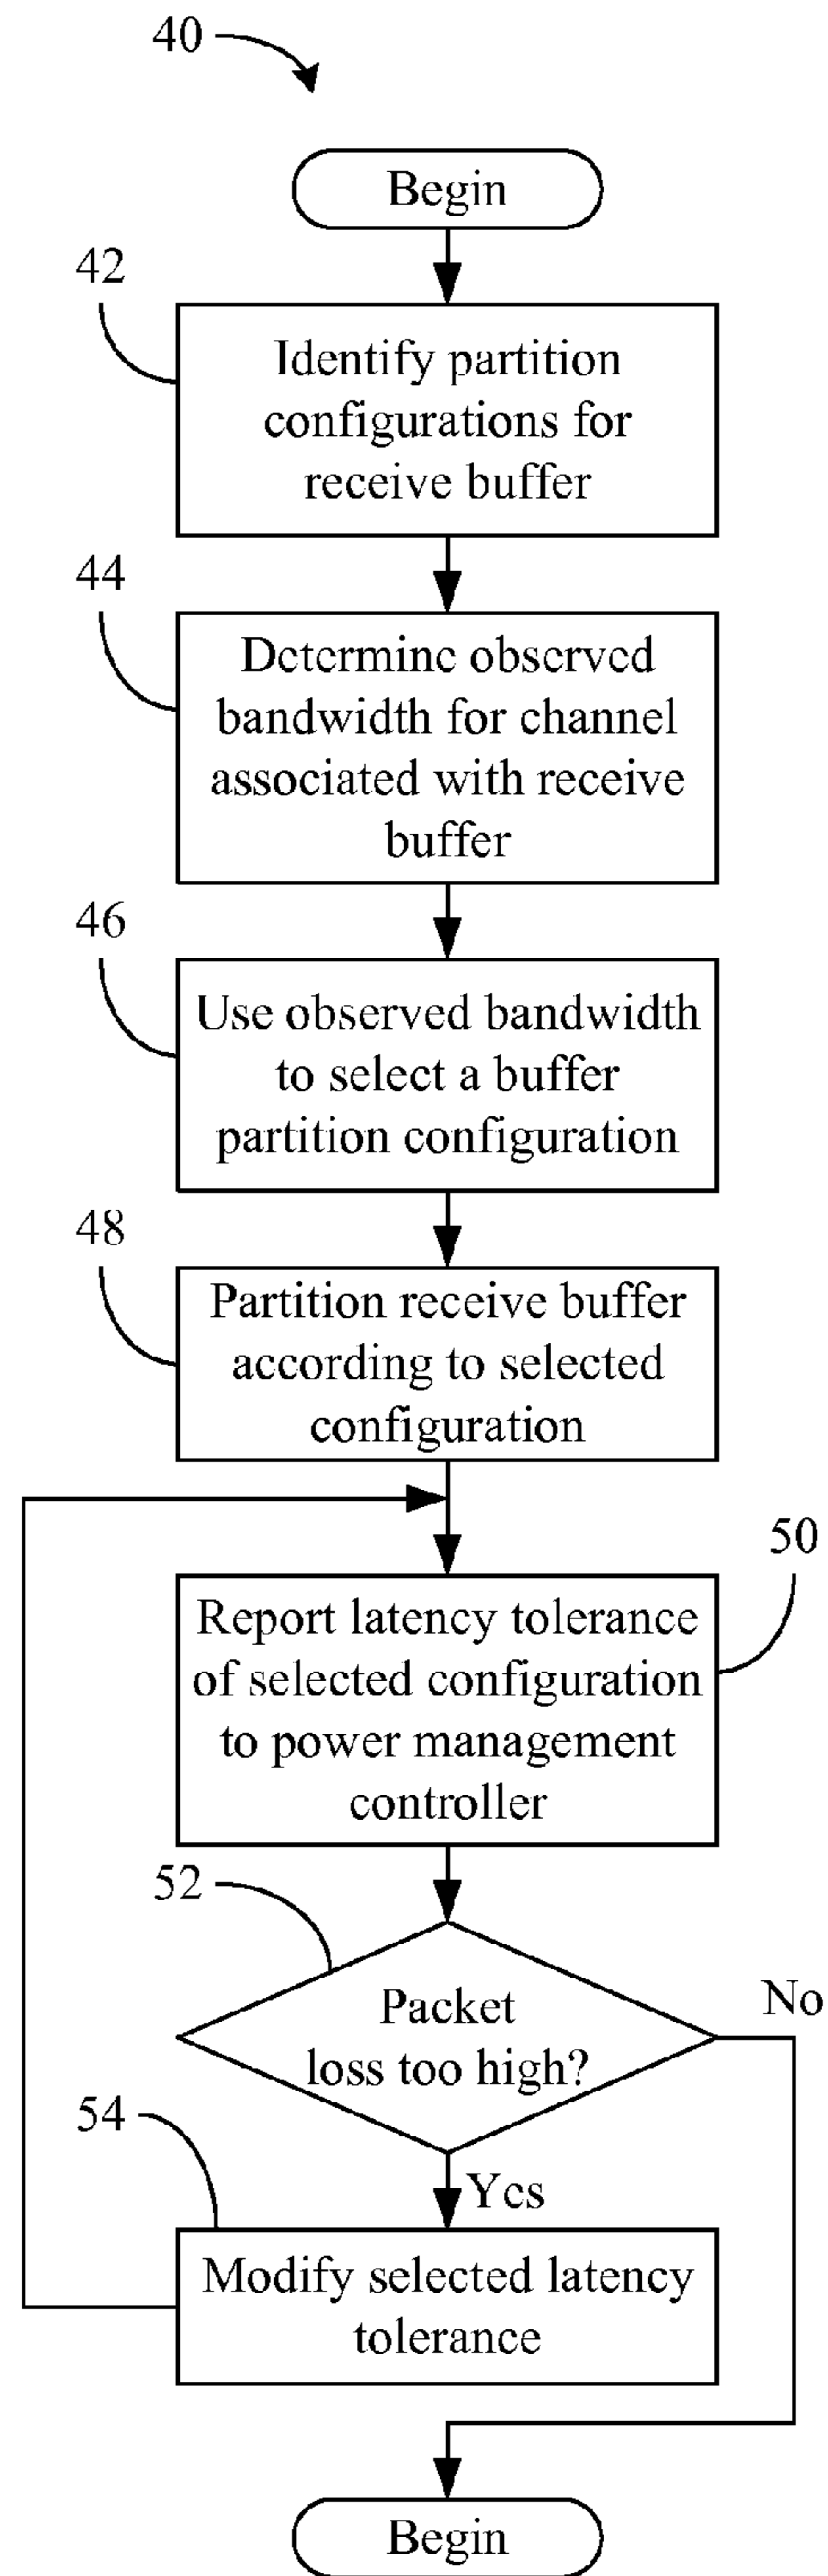 40
Begin
42
Identify partition
configurations for
receive buffer
44
Determine observed
bandwidth for channel
associated with receive
buffer
46
Use observed bandwidth
to select a buffer
partition configuration
48
Partition receive buffer
according to selected
configuration
50
Report latency tolerance
of selected configuration
to power management
controller
52
Packet
loss too high?
No
54
Yes
Modify selected latency
tolerance
Begin